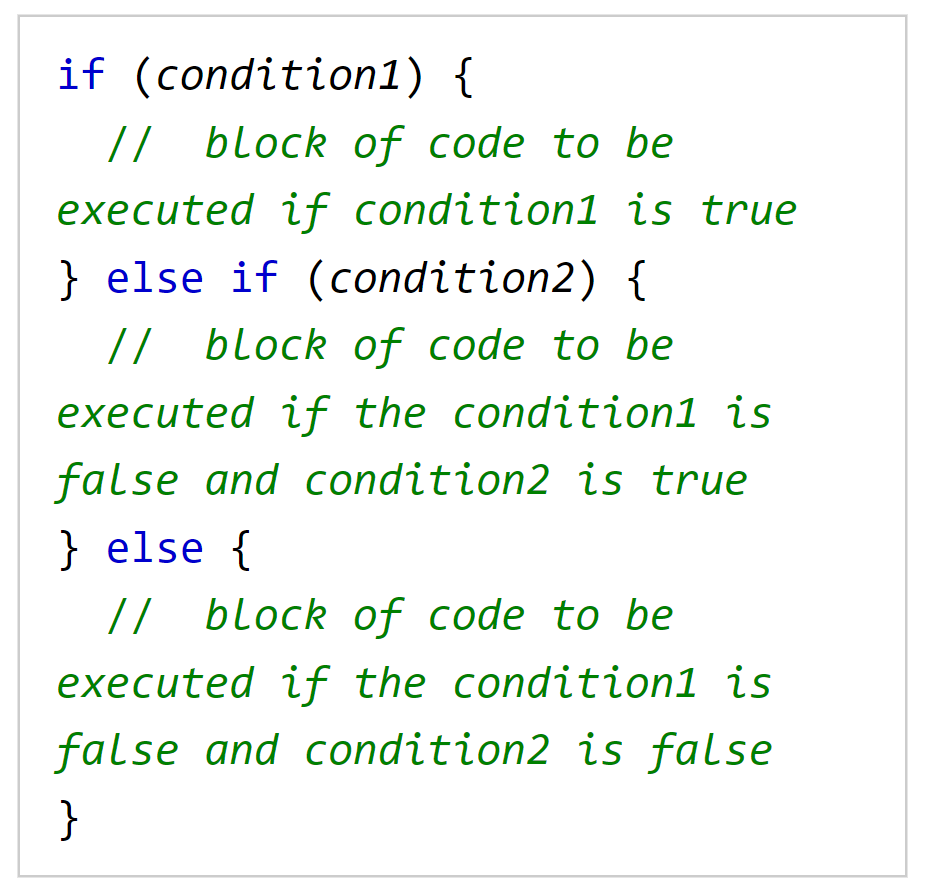 if (condition1) {
  //  block of code to be
executed if condition1 is true
} else if (condition2) {
  //  block of code to be
executed if the condition1 is
false and condition2 is true
} else {
  //  block of code to be
executed if the condition1 is
false and condition2 is false
}